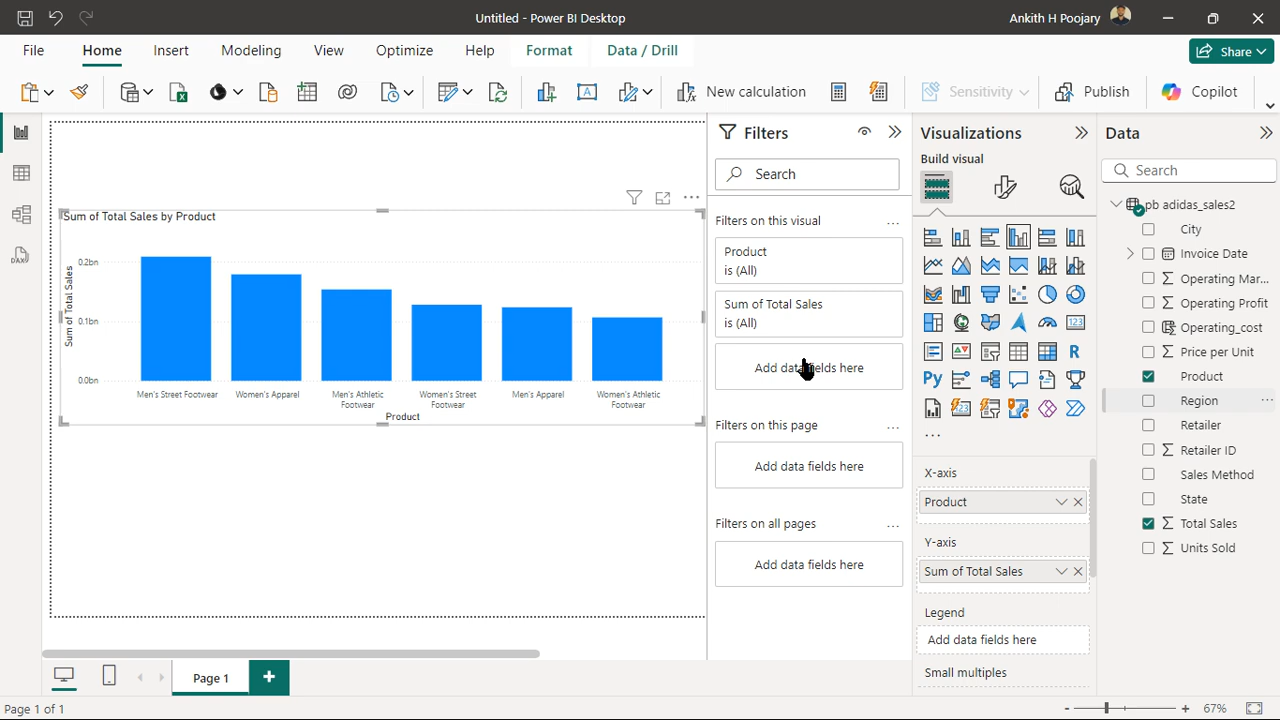 Untitled - Power BI Desktop
Ankith H Poojary
File
Home
Insert
Modeling
View
Optimize
Help
Format
Data / Drill
Share
New calculation
Sensitivity
Publish
Copilot
Sum of Total Sales by Product
Sum of Total Sales
0.2bn
0.1bn
0.0bn
Men's Street Footwear
Women's Apparel
Men's Athletic
Footwear
Women's Street
Footwear
Men's Apparel
Women's Athletic
Footwear
Product
Filters
Search
Filters on this visual
...
Product
is (All)
Sum of Total Sales
is (All)
Add data fields here
Filters on this page
...
Add data fields here
Filters on all pages
...
Add data fields here
Visualizations
Build visual
R
Py
123
...
X-axis
Product
Y-axis
Sum of Total Sales
Legend
Add data fields here
Small multiples
Data
Search
pb adidas_sales2
City
Invoice Date
Σ Operating Mar...
Σ Operating Profit
Operating_cost
Σ Price per Unit
Product
Region ...
Retailer
Σ Retailer ID
Sales Method
State
Σ Total Sales
Σ Units Sold
DAX
Page 1
+
Page 1 of 1
- + 67%